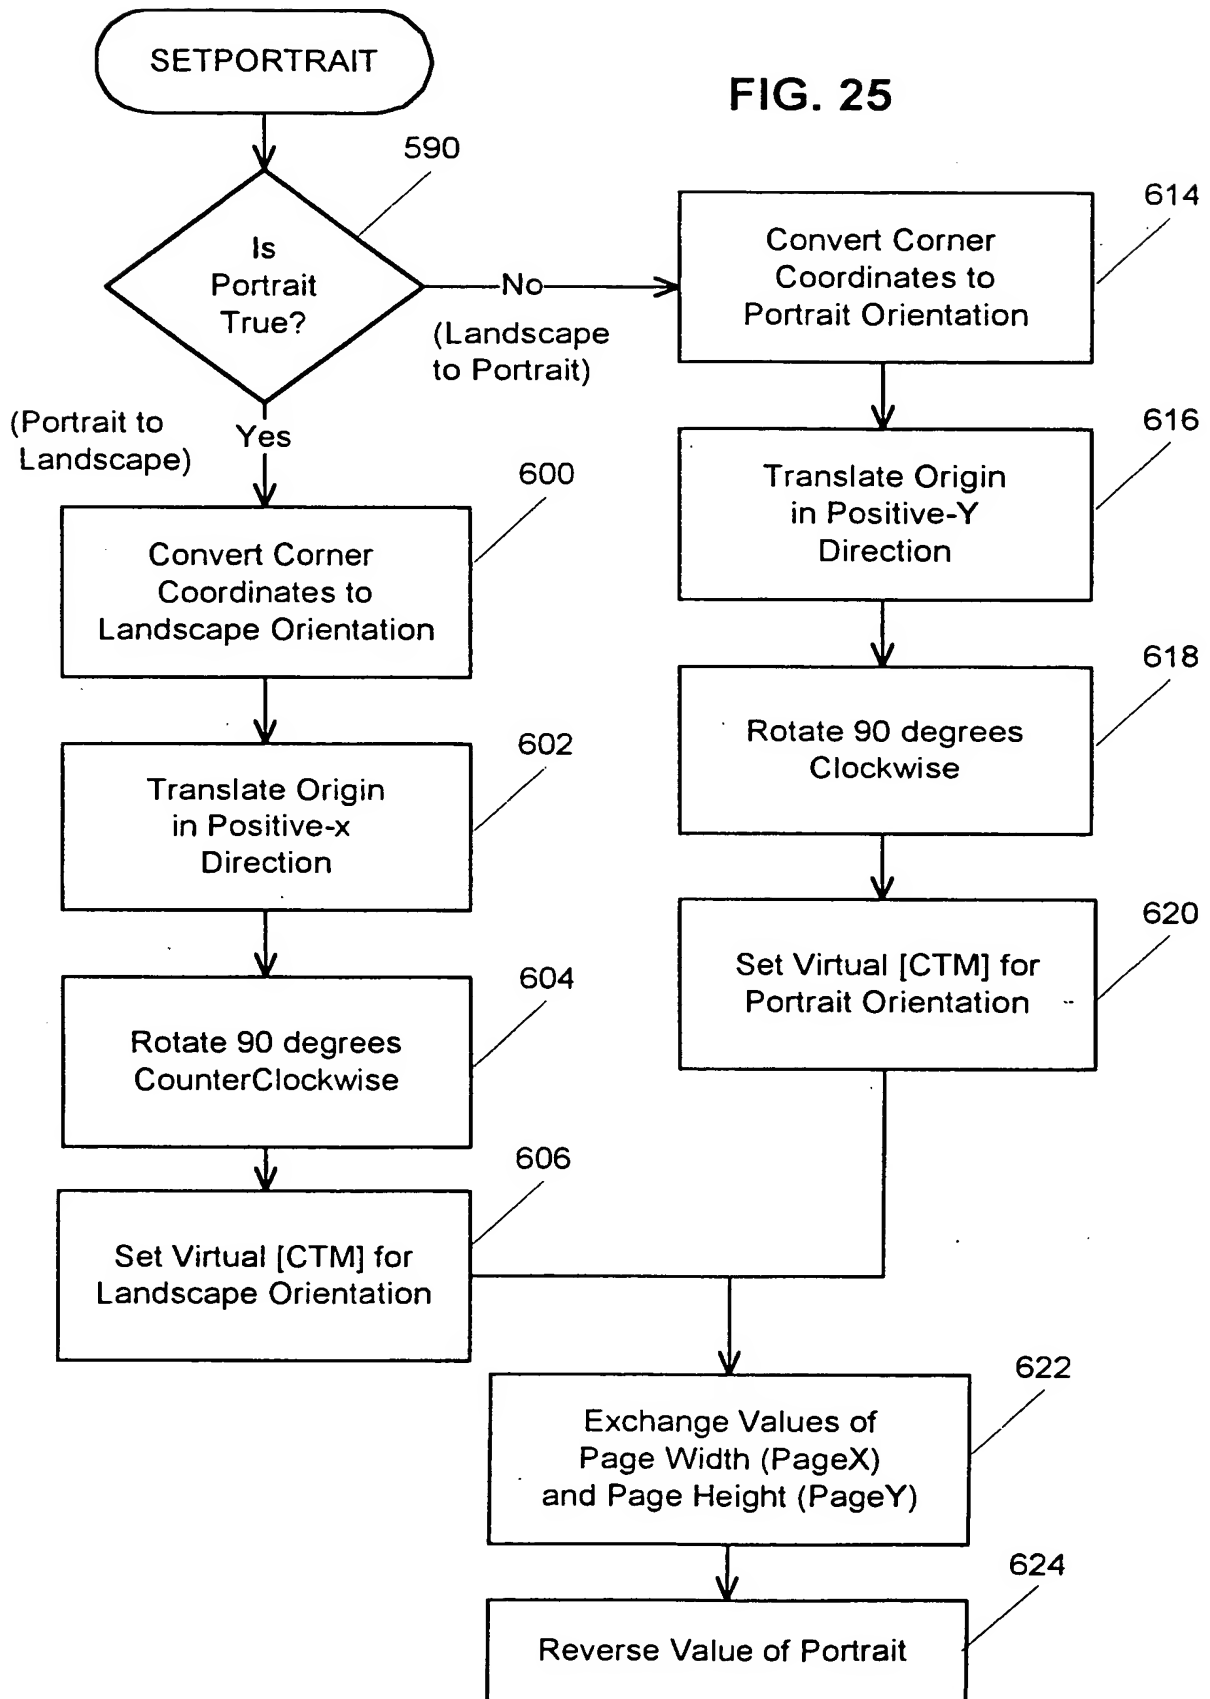 SETPORTRAIT
FIG. 25
590
Is
Portrait
True?
No
(Landscape
to Portrait)
(Portrait to
Landscape)
Yes
600
Convert Corner
Coordinates to
Landscape Orientation
602
Translate Origin
in Positive-x
Direction
604
Rotate 90 degrees
CounterClockwise
606
Set Virtual [CTM] for
Landscape Orientation
614
Convert Corner
Coordinates to
Portrait Orientation
616
Translate Origin
in Positive-Y
Direction
618
Rotate 90 degrees
Clockwise
620
Set Virtual [CTM] for
Portrait Orientation
622
Exchange Values of
Page Width (PageX)
and Page Height (PageY)
624
Reverse Value of Portrait